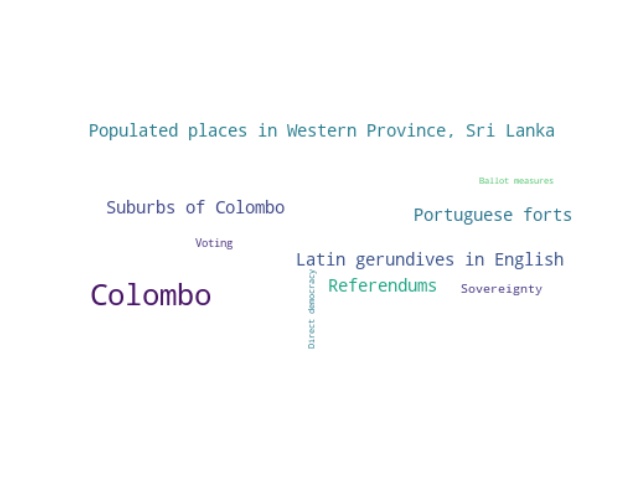 Populated places in Western Province, Sri Lanka
Ballot measures
Suburbs of Colombo
Portuguese forts
Voting
Latin gerundives in English
Colombo
Direct democracy
Referendums
Sovereignty